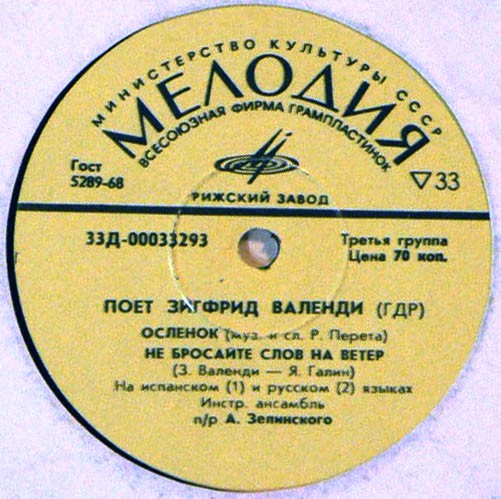 МИНИСТЕРСТВО КУЛЬТУРЫ СССР
МЕЛОДИЯ
ВСЕСОЮЗНАЯ ФИРМА ГРАМПЛАСТИНОК
Гост
5289-68
▽33
РИЖСКИЙ ЗАВОД
33Д-00033293
Третья группа
Цена 70 коп.
ПОЕТ ЗИГФРИД ВАЛЕНДИ (ГДР)
ОСЛЕНОК (муз. и сл. Р. Перета)
НЕ БРОСАЙТЕ СЛОВ НА ВЕТЕР
(З. Валенди — Я. Галин)
На испанском (1) и русском (2) языках
Инстр. ансамбль
п/р А. Зелинского